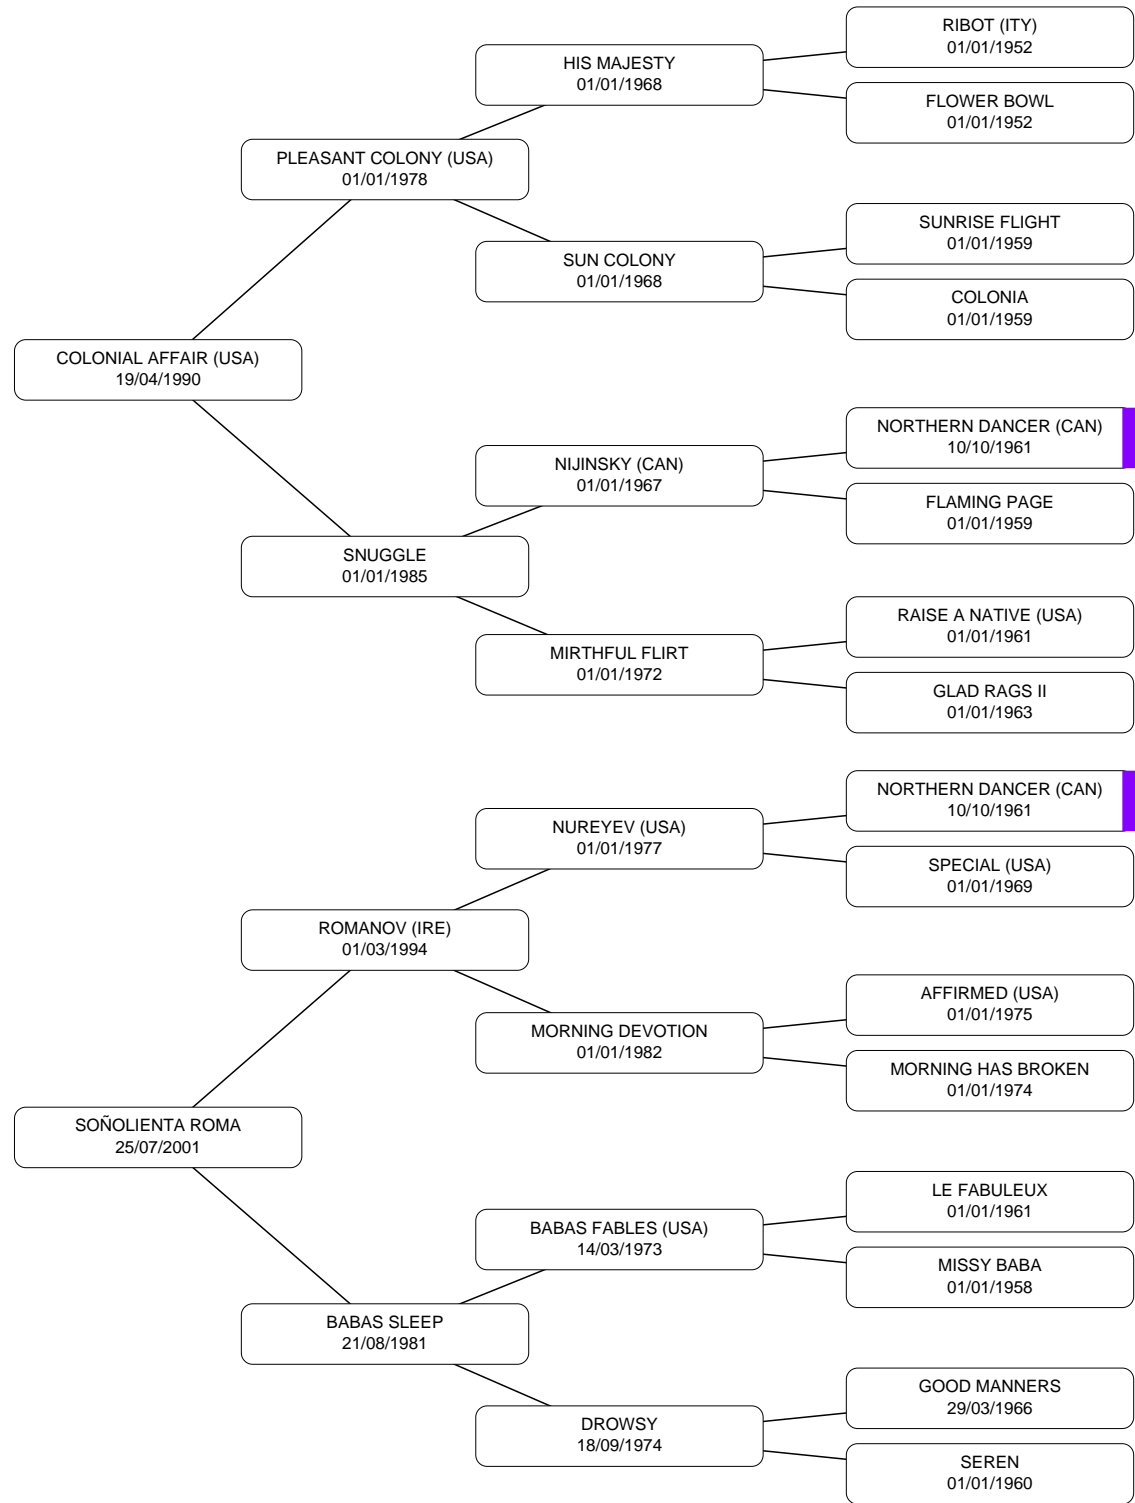 RIBOT (ITY)
01/01/1952
HIS MAJESTY
01/01/1968
FLOWER BOWL
01/01/1952
PLEASANT COLONY (USA)
01/01/1978
SUNRISE FLIGHT
01/01/1959
SUN COLONY
01/01/1968
COLONIA
01/01/1959
COLONIAL AFFAIR (USA)
19/04/1990
NORTHERN DANCER (CAN)
10/10/1961
NIJINSKY (CAN)
01/01/1967
FLAMING PAGE
01/01/1959
SNUGGLE
01/01/1985
RAISE A NATIVE (USA)
01/01/1961
MIRTHFUL FLIRT
01/01/1972
GLAD RAGS II
01/01/1963
NORTHERN DANCER (CAN)
10/10/1961
NUREYEV (USA)
01/01/1977
SPECIAL (USA)
01/01/1969
ROMANOV (IRE)
01/03/1994
AFFIRMED (USA)
01/01/1975
MORNING DEVOTION
01/01/1982
MORNING HAS BROKEN
01/01/1974
SOÑOLIENTA ROMA
25/07/2001
LE FABULEUX
01/01/1961
BABAS FABLES (USA)
14/03/1973
MISSY BABA
01/01/1958
BABAS SLEEP
21/08/1981
GOOD MANNERS
29/03/1966
DROWSY
18/09/1974
SEREN
01/01/1960